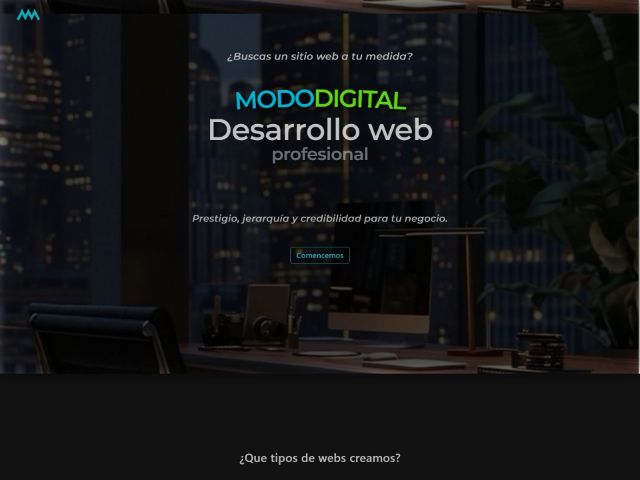 ¿Buscas un sitio web a tu medida?
MODODIGITAL
Desarrollo web
profesional
Prestigio, jerarquía y credibilidad para tu negocio.
Comencemos
¿Que tipos de webs creamos?